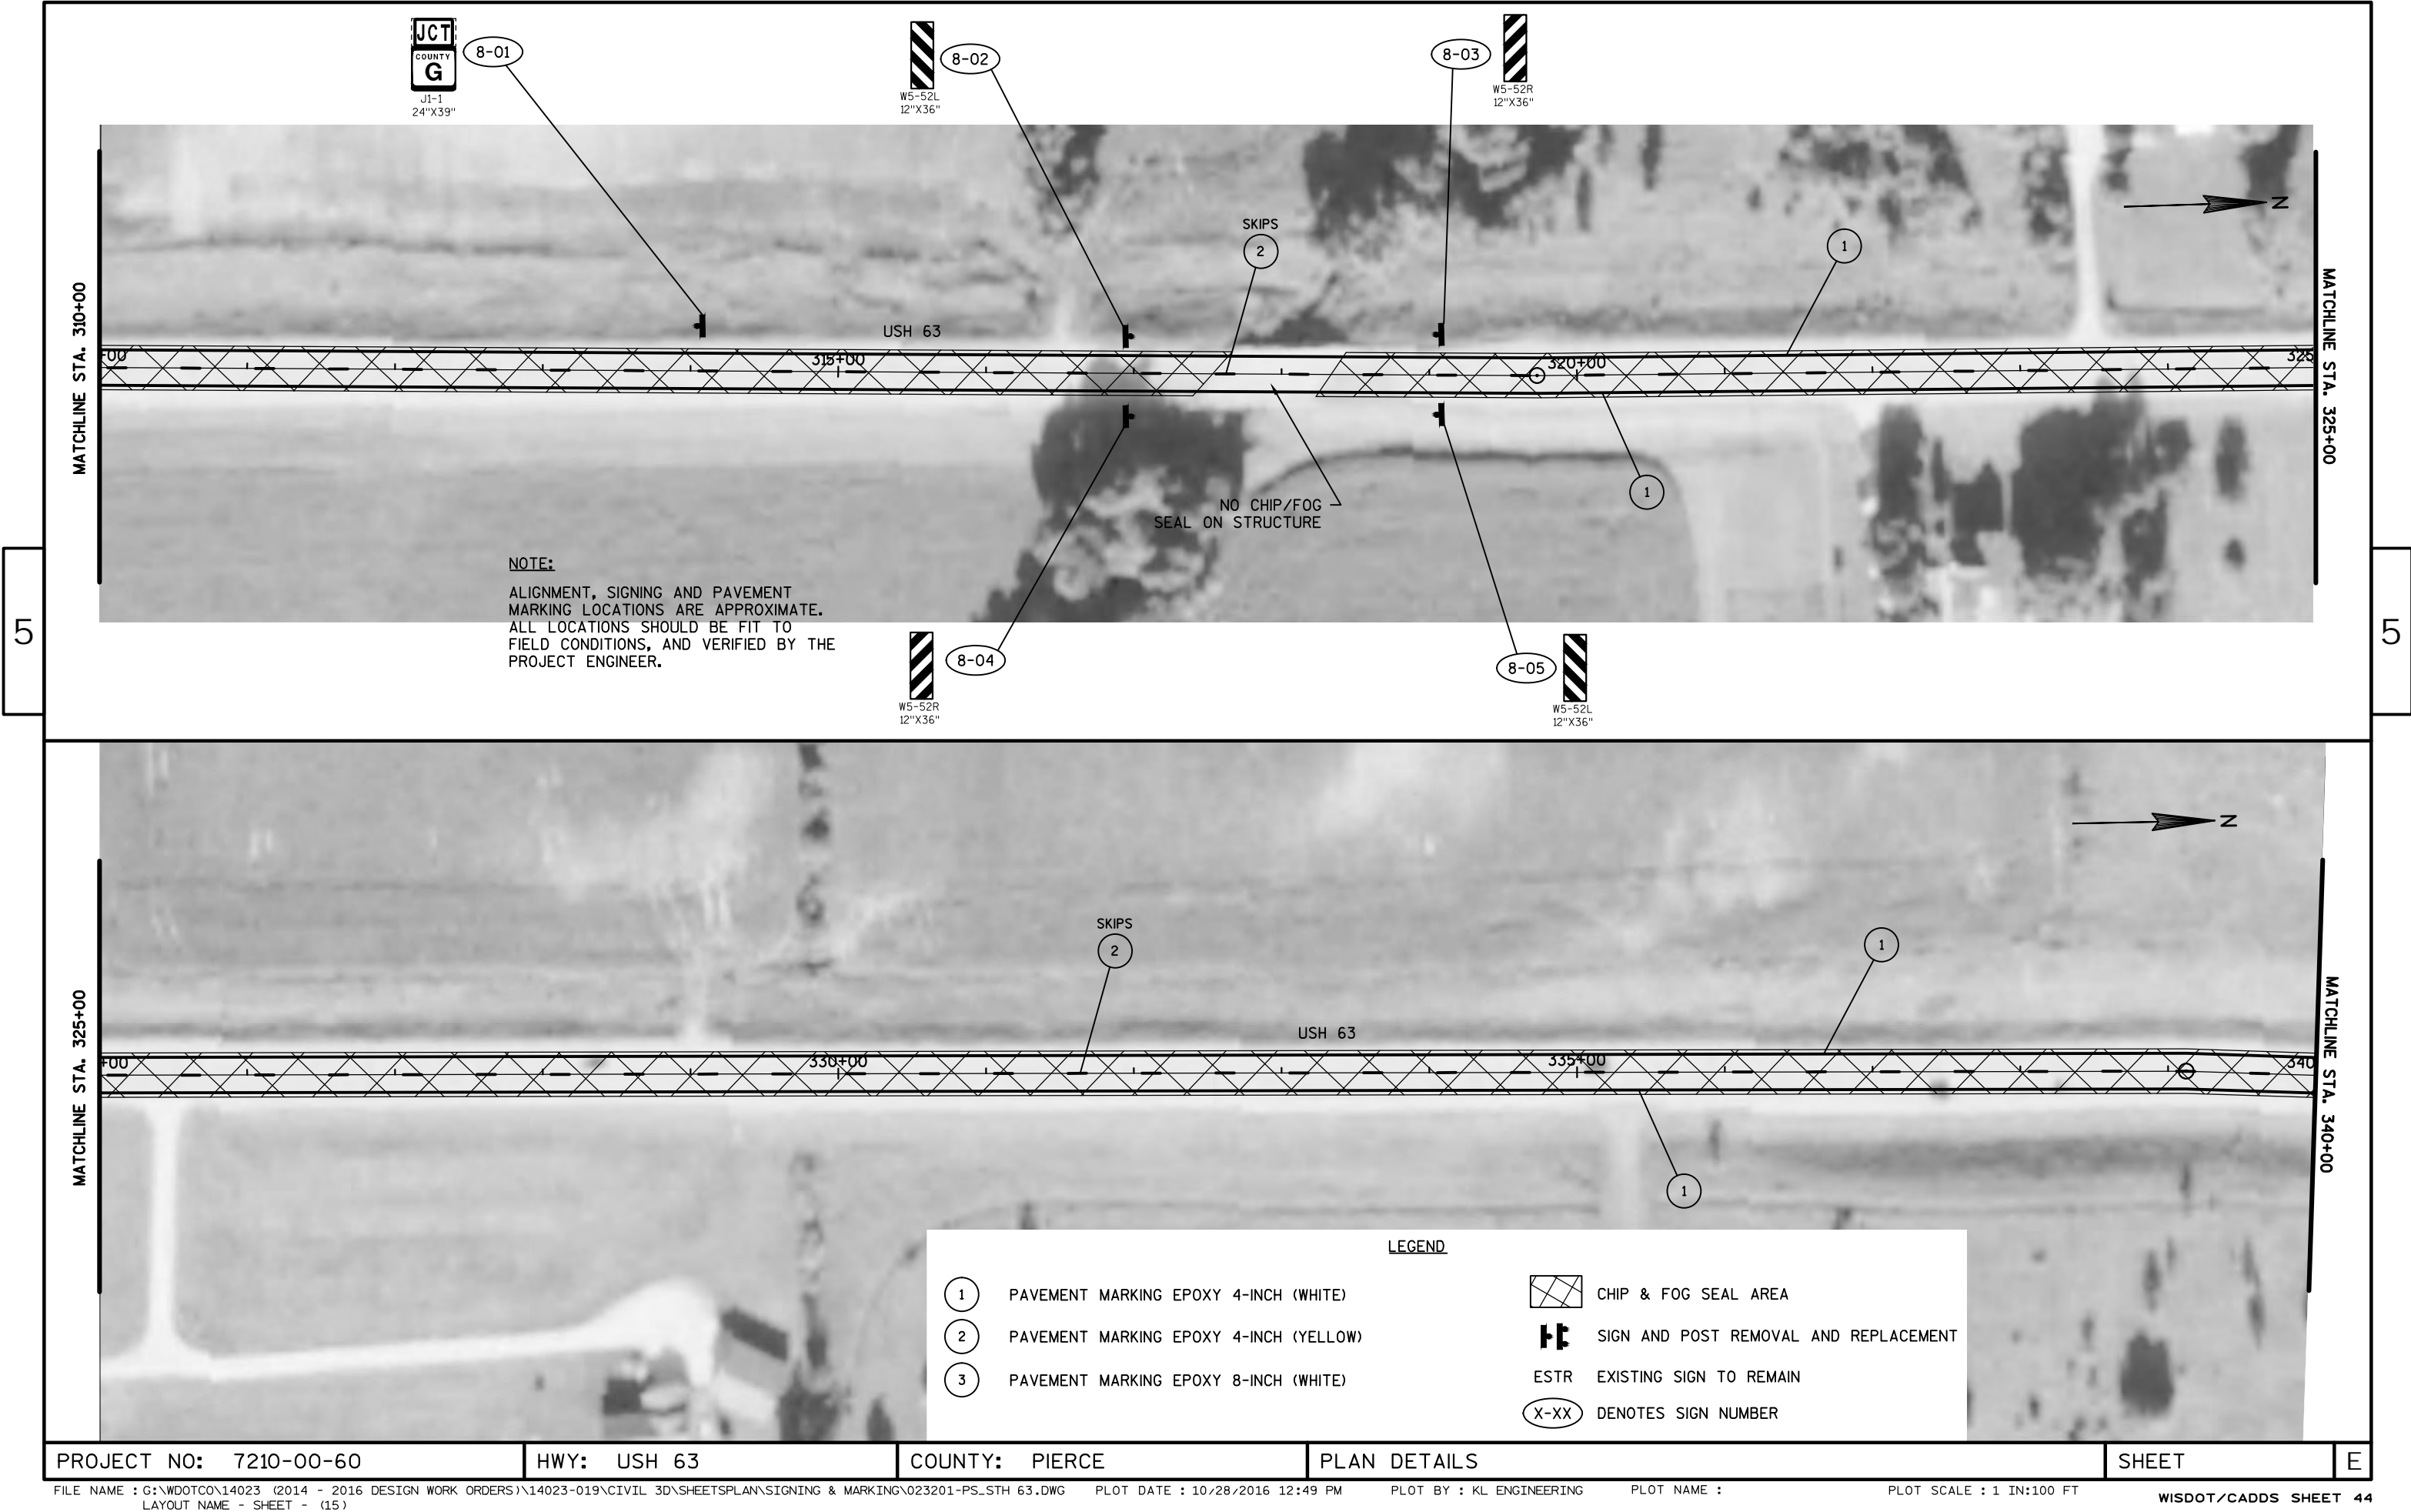 JCT
COUNTY
G
J1-1
24"X39"
8-01
W5-52L
12"X36"
8-02
8-03
W5-52R
12"X36"
SKIPS
2
1
N
MATCHLINE STA. 310+00
MATCHLINE STA. 325+00
USH 63
+00
315+00
320+00
325
1
NO CHIP/FOG
SEAL ON STRUCTURE
NOTE:
ALIGNMENT, SIGNING AND PAVEMENT
MARKING LOCATIONS ARE APPROXIMATE.
ALL LOCATIONS SHOULD BE FIT TO
FIELD CONDITIONS, AND VERIFIED BY THE
PROJECT ENGINEER.
W5-52R
12"X36"
8-04
8-05
W5-52L
12"X36"
5
5
N
SKIPS
2
1
MATCHLINE STA. 325+00
MATCHLINE STA. 340+00
USH 63
+00
330+00
335+00
340
1
LEGEND
1 PAVEMENT MARKING EPOXY 4-INCH (WHITE)
2 PAVEMENT MARKING EPOXY 4-INCH (YELLOW)
3 PAVEMENT MARKING EPOXY 8-INCH (WHITE)
CHIP & FOG SEAL AREA
SIGN AND POST REMOVAL AND REPLACEMENT
ESTR EXISTING SIGN TO REMAIN
X-XX DENOTES SIGN NUMBER
PROJECT NO: 7210-00-60 HWY: USH 63 COUNTY: PIERCE PLAN DETAILS SHEET E
FILE NAME : G:\WDOTCO\14023 (2014 - 2016 DESIGN WORK ORDERS)\14023-019\CIVIL 3D\SHEETSPLAN\SIGNING & MARKING\023201-PS_STH 63.DWG PLOT DATE : 10/28/2016 12:49 PM PLOT BY : KL ENGINEERING PLOT NAME : PLOT SCALE : 1 IN:100 FT
LAYOUT NAME - SHEET - (15)
WISDOT/CADDS SHEET 44